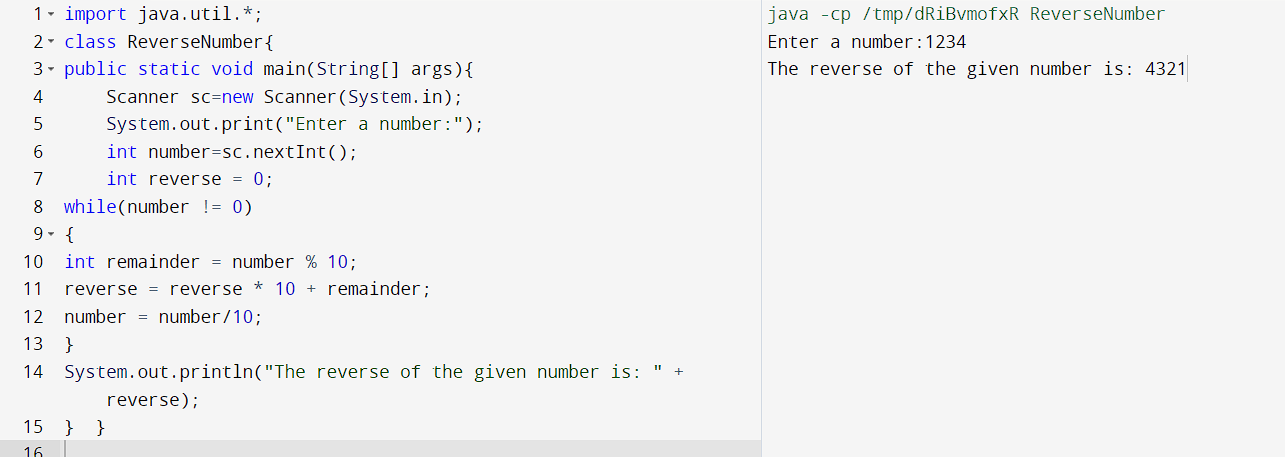 1 import java.util.*;
2 class ReverseNumber{
3 public static void main(String[] args){
4     Scanner sc=new Scanner(System.in);
5     System.out.print("Enter a number:");
6     int number=sc.nextInt();
7     int reverse = 0;
8 while(number != 0)
9 {
10 int remainder = number % 10;
11 reverse = reverse * 10 + remainder;
12 number = number/10;
13 }
14 System.out.println("The reverse of the given number is: " +
    reverse);
15 }  }
16
java -cp /tmp/dRiBvmofxR ReverseNumber
Enter a number:1234
The reverse of the given number is: 4321